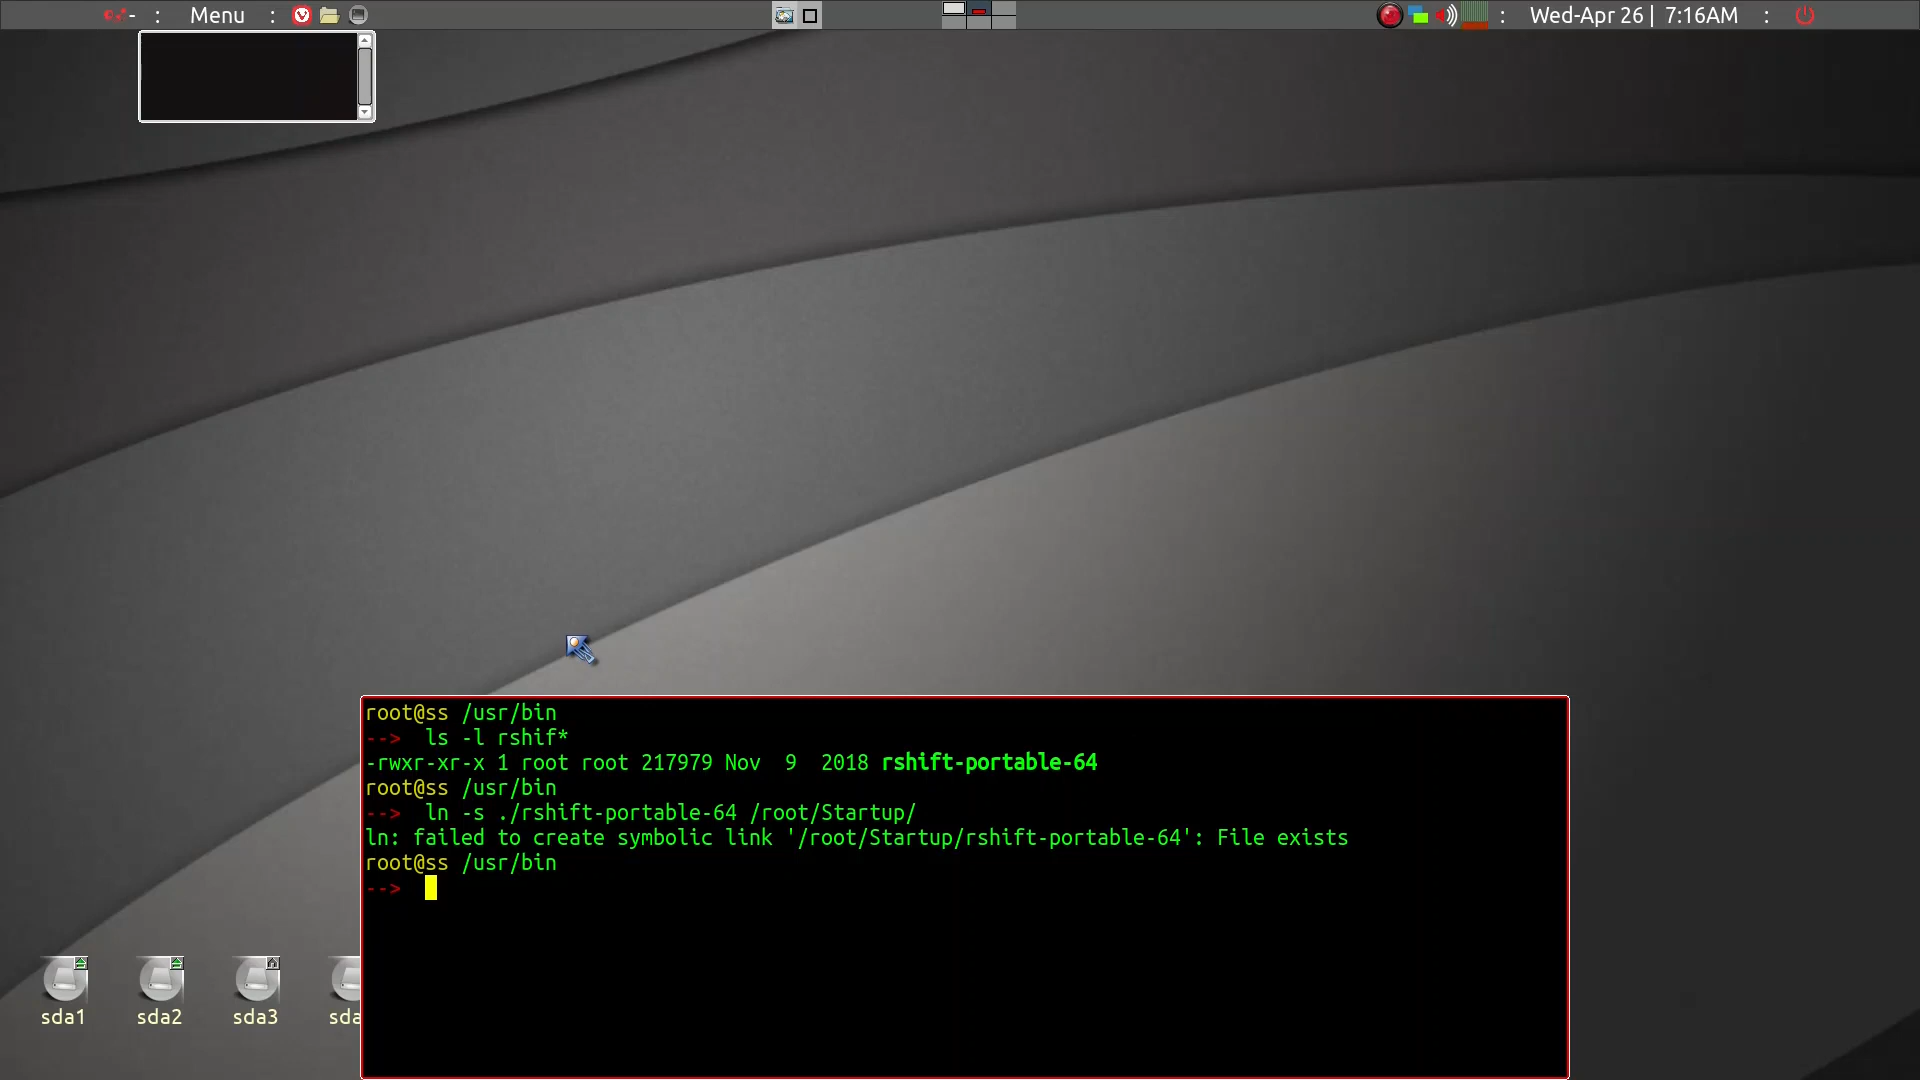 : Menu :
: Wed-Apr 26 | 7:16AM :
root@ss /usr/bin
--> ls -l rshif*
-rwxr-xr-x 1 root root 217979 Nov  9  2018 rshift-portable-64
root@ss /usr/bin
--> ln -s ./rshift-portable-64 /root/Startup/
ln: failed to create symbolic link '/root/Startup/rshift-portable-64': File exists
root@ss /usr/bin
-->
sda1 sda2 sda3 sda